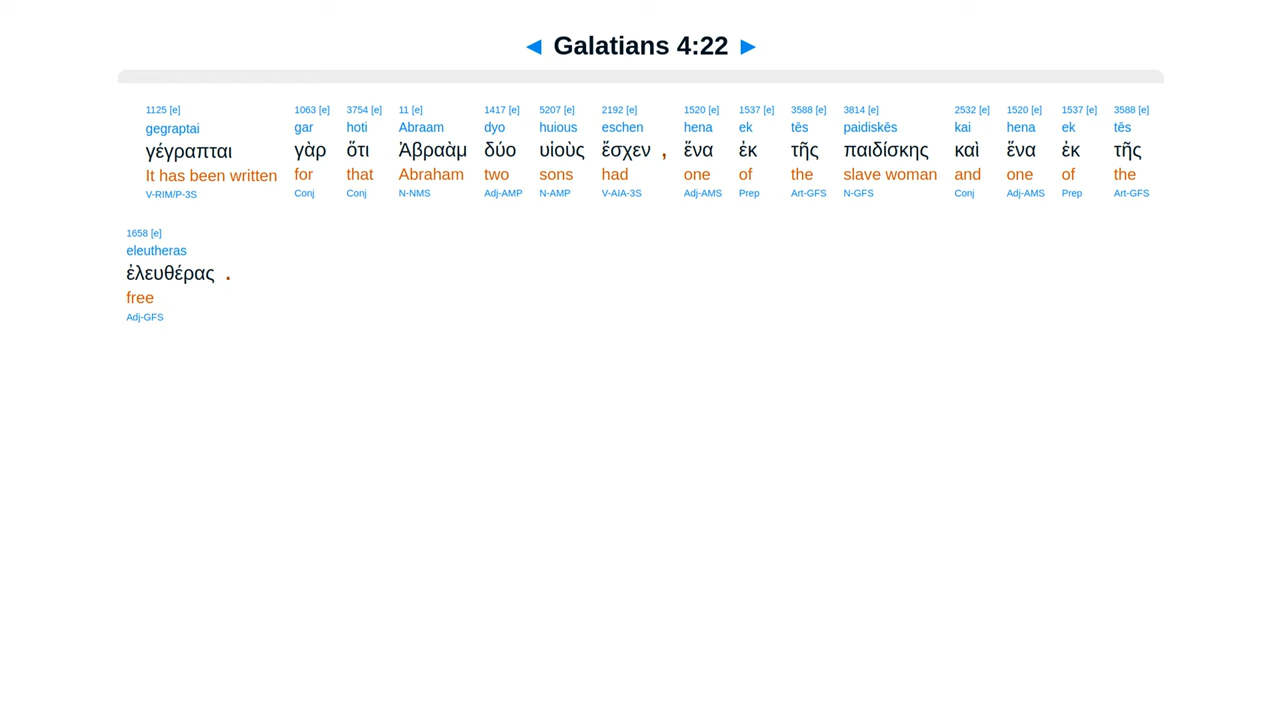 ◄ Galatians 4:22 ►
1125 [e] 1063 [e] 3754 [e] 11 [e] 1417 [e] 5207 [e] 2192 [e] 1520 [e] 1537 [e] 3588 [e] 3814 [e] 2532 [e] 1520 [e] 1537 [e] 3588 [e]
gegraptai gar hoti Abraam dyo huious eschen hena ek tēs paidiskēs kai hena ek tēs
γέγραπται γὰρ ὅτι Ἀβραὰμ δύο υἱοὺς ἔσχεν , ἕνα ἐκ τῆς παιδίσκης καὶ ἕνα ἐκ τῆς
It has been written for that Abraham two sons had one of the slave woman and one of the
V-RIM/P-3S Conj Conj N-NMS Adj-AMP N-AMP V-AIA-3S Adj-AMS Prep Art-GFS N-GFS Conj Adj-AMS Prep Art-GFS
1658 [e]
eleutheras
ἐλευθέρας .
free
Adj-GFS